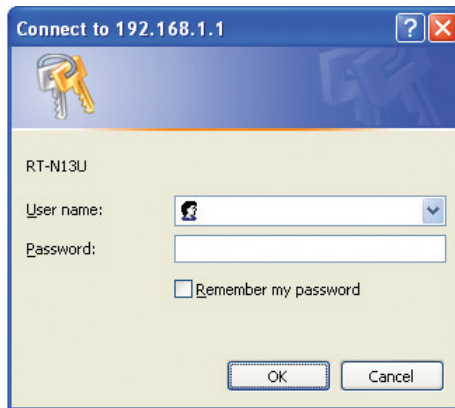 Connect to 192.168.1.1
RT-N13U
User name:
Password:
Remember my password
OK Cancel